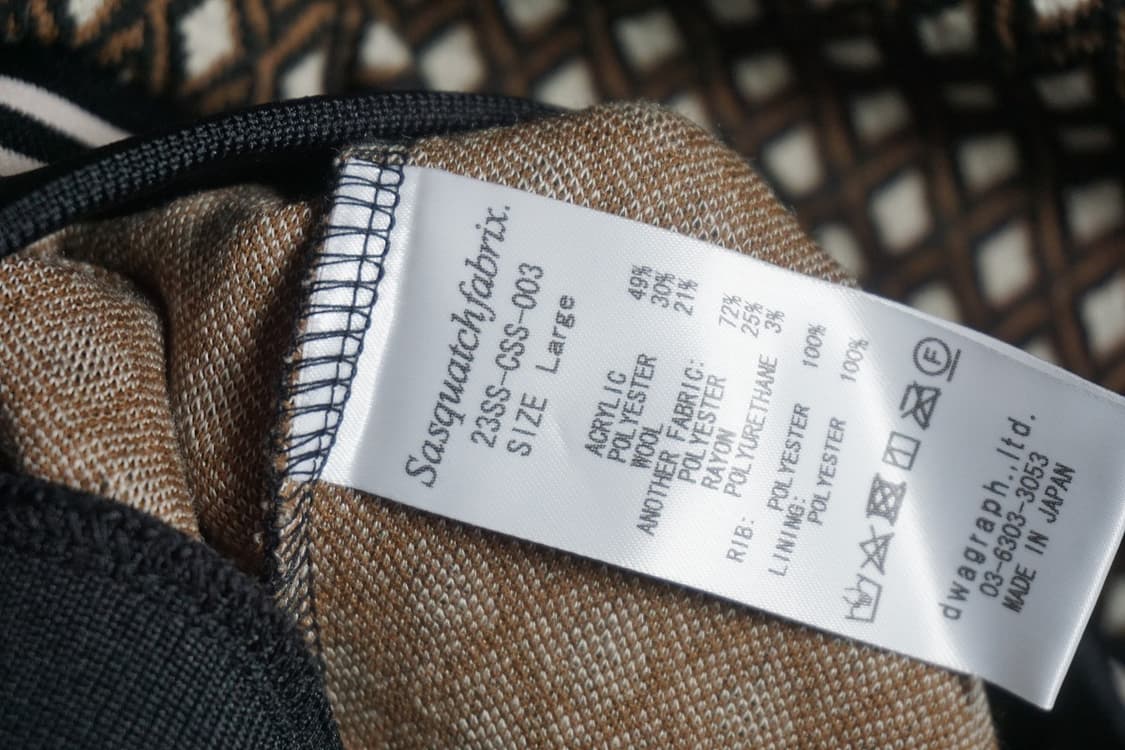 Sasquatchfabrix.
23SS-GSS-003
SIZE Large
ACRYLIC 49%
POLYESTER 30%
WOOL 21%
ANOTHER FABRIC:
POLYESTER 72%
RAYON 25%
POLYURETHANE 3%
RIB: POLYESTER 100%
LINING: POLYESTER 100%
F
dwagraph.,ltd.
03-6303-3053
MADE IN JAPAN